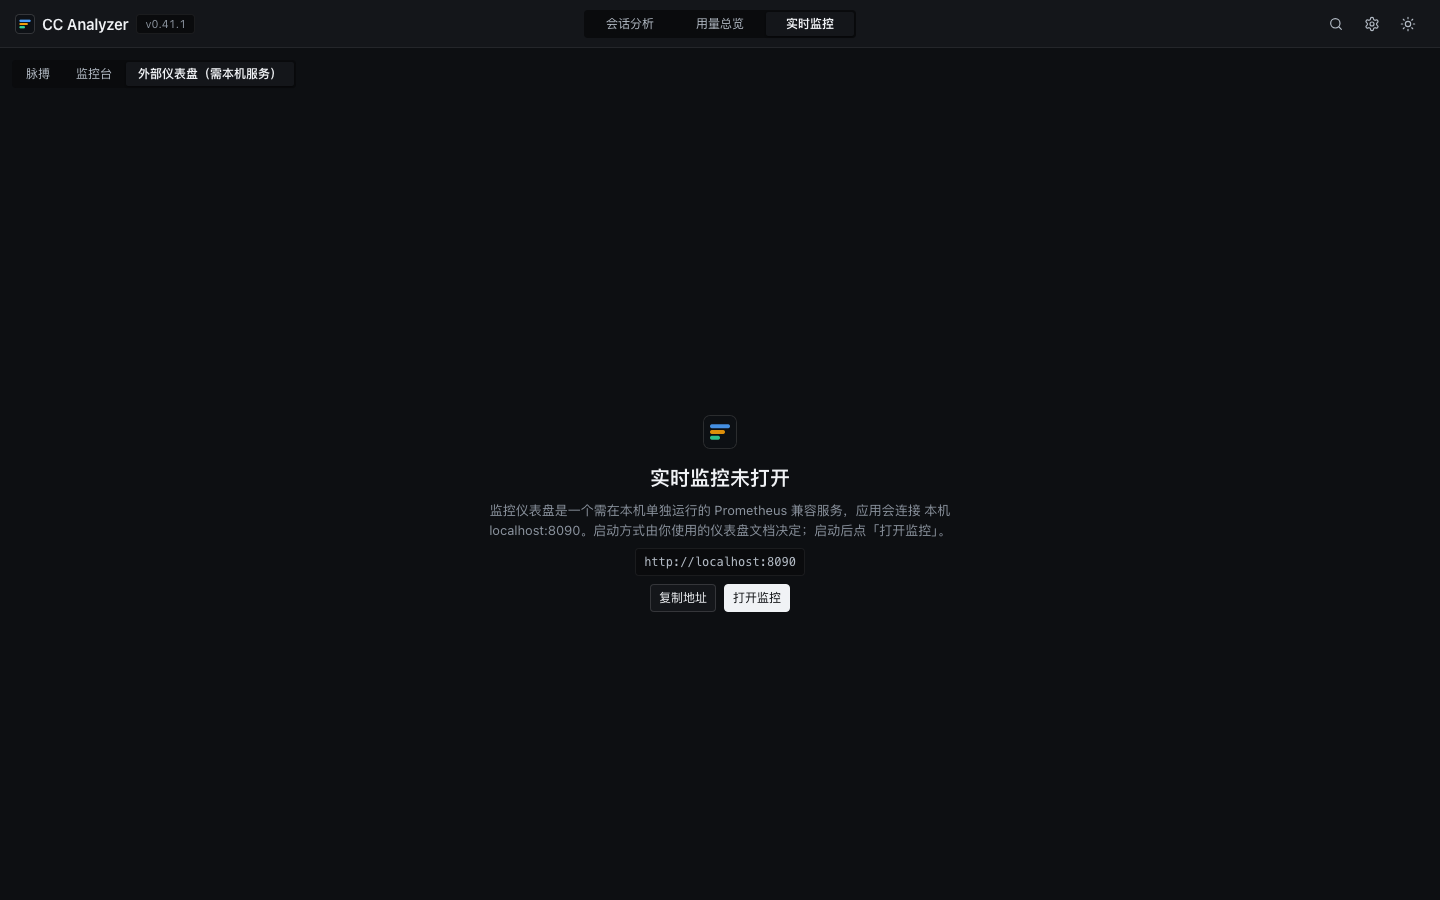 CC Analyzer v0.41.1
会话分析 用量总览 实时监控
脉搏 监控台 外部仪表盘（需本机服务）
实时监控未打开
监控仪表盘是一个需在本机单独运行的 Prometheus 兼容服务，应用会连接 本机
localhost:8090。启动方式由你使用的仪表盘文档决定；启动后点「打开监控」。
http://localhost:8090
复制地址 打开监控